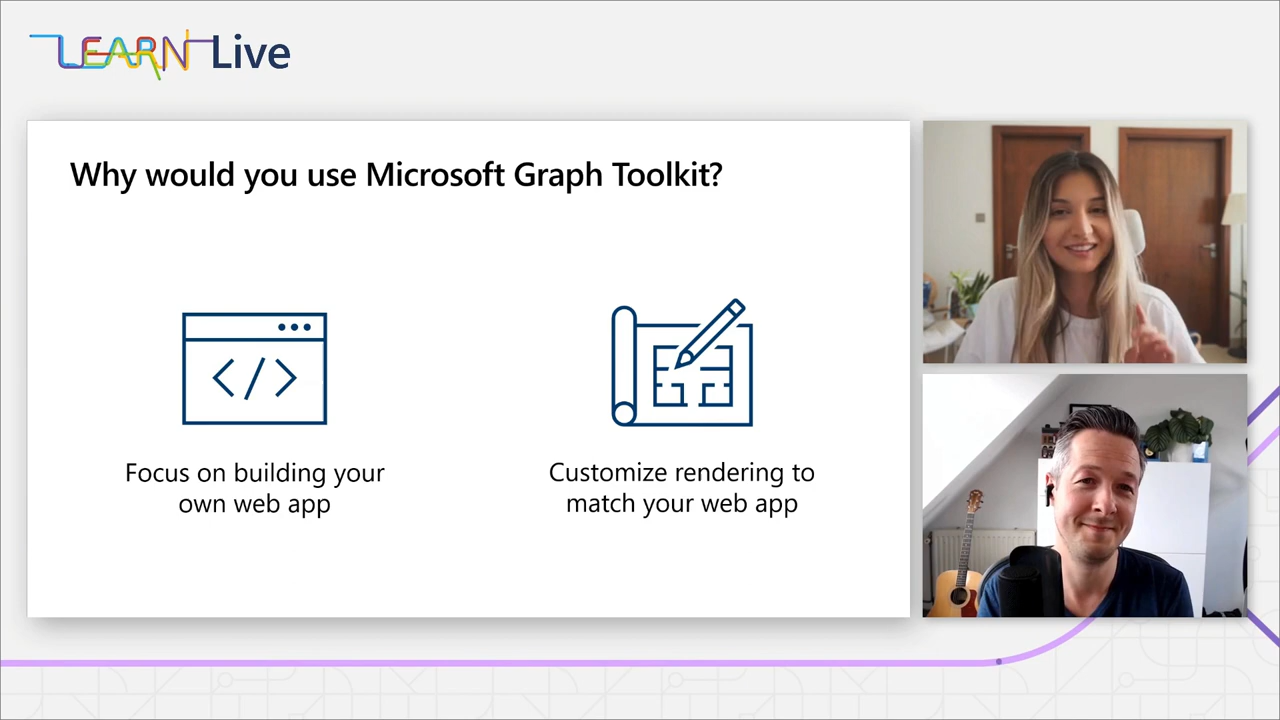 LEARN Live
Why would you use Microsoft Graph Toolkit?
</>
Focus on building your
own web app
Customize rendering to
match your web app